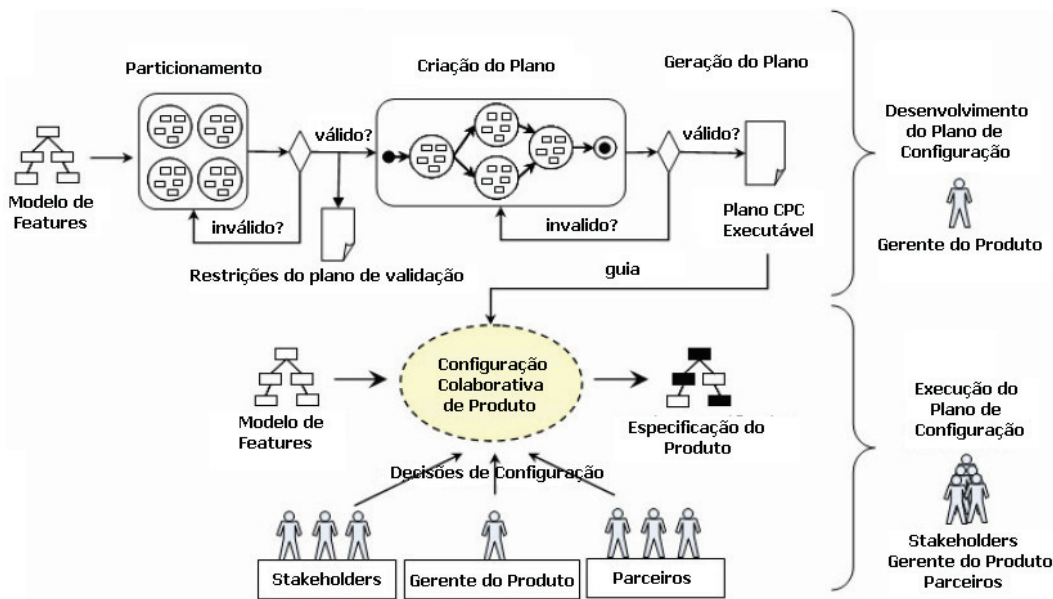 Particionamento
Criação do Plano
Geração do Plano
válido?
válido?
Modelo de
Features
inválido?
invalido?
Restrições do plano de validação
Plano CPC
Executável
guia
Desenvolvimento
do Plano de
Configuração
Gerente do Produto
Configuração
Colaborativa
de Produto
Modelo de
Features
Especificação do
Produto
Decisões de Configuração
Stakeholders
Gerente do Produto
Parceiros
Execução do
Plano de
Configuração
Stakeholders
Gerente do Produto
Parceiros